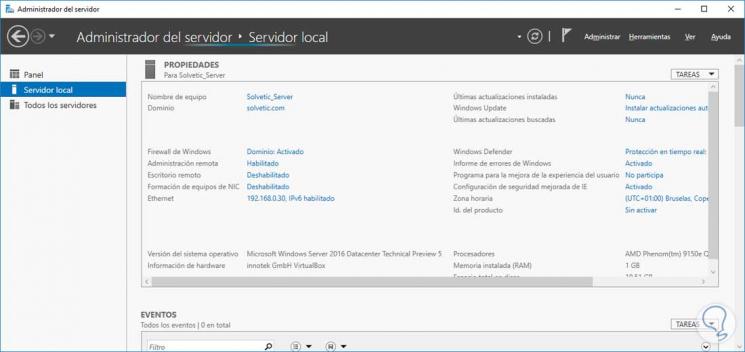 Administrador del servidor
Administrador del servidor Servidor local
Administrar Herramientas Ver Ayuda
Panel
Servidor local
Todos los servidores
PROPIEDADES
Para Solvetic_Server
TAREAS
Nombre de equipo Solvetic_Server Últimas actualizaciones instaladas Nunca
Dominio solvetic.com Windows Update Instalar actualizaciones aut
Últimas actualizaciones buscadas Nunca
Firewall de Windows Dominio: Activado Windows Defender Protección en tiempo real:
Administración remota Habilitado Informe de errores de Windows Activado
Escritorio remoto Deshabilitado Programa para la mejora de la experiencia del usuario No participa
Formación de equipos de NIC Deshabilitado Configuración de seguridad mejorada de IE Activado
Ethernet 192.168.0.30, IPv6 habilitado Zona horaria (UTC+01:00) Bruselas, Cope
Id. del producto Sin activar
Versión del sistema operativo Microsoft Windows Server 2016 Datacenter Technical Preview 5 Procesadores AMD Phenom(tm) 9150e Q
Información de hardware innotek GmbH VirtualBox Memoria instalada (RAM) 1 GB
Espacio total en disco
EVENTOS
Todos los eventos | 0 en total
TAREAS
Filtro